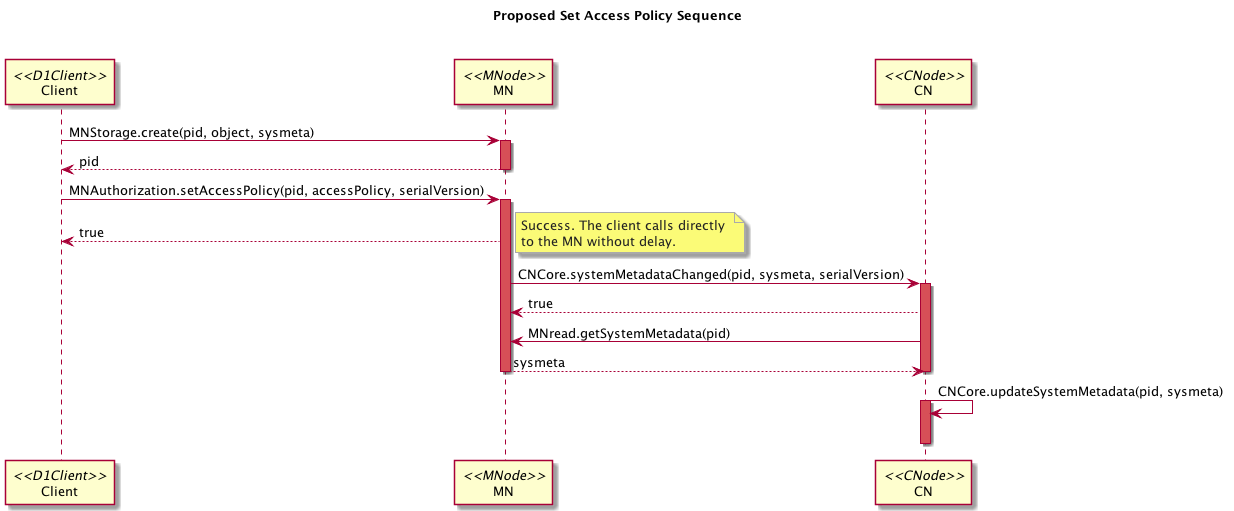 Proposed Set Access Policy Sequence
<<D1Client>>
Client
<<MNode>>
MN
<<CNode>>
CN
MNStorage.create(pid, object, sysmeta)
pid
MNAuthorization.setAccessPolicy(pid, accessPolicy, serialVersion)
Success. The client calls directly
to the MN without delay.
true
CNCore.systemMetadataChanged(pid, sysmeta, serialVersion)
true
MNread.getSystemMetadata(pid)
sysmeta
CNCore.updateSystemMetadata(pid, sysmeta)
<<D1Client>>
Client
<<MNode>>
MN
<<CNode>>
CN